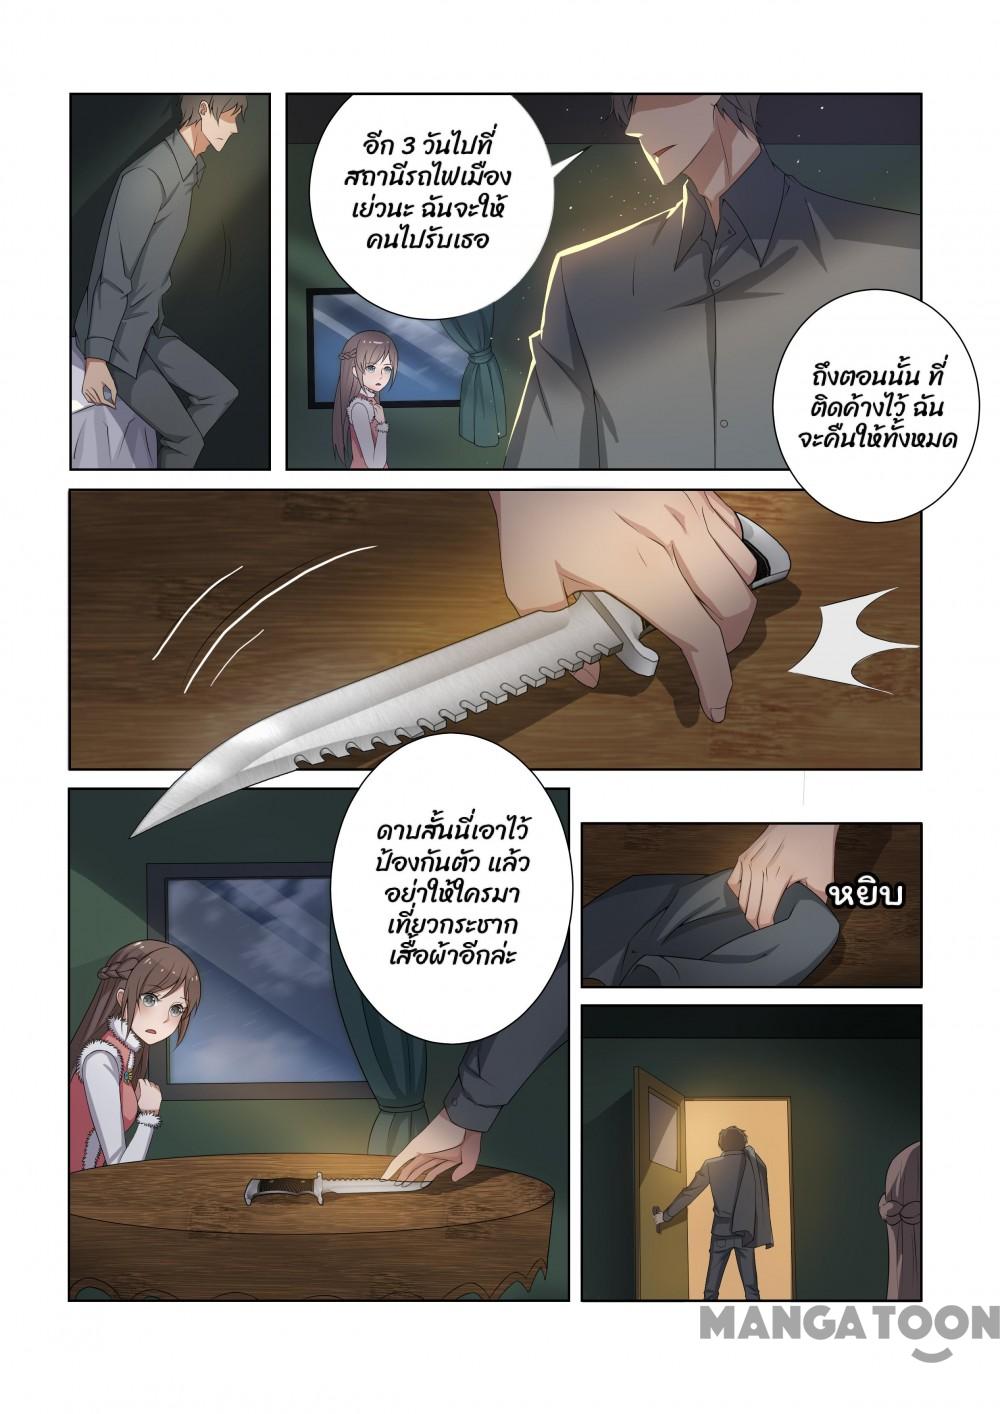 อีก 3 วันไปที่
สถานีรถไฟเมือง
เย่วนะ ฉันจะให้
คนไปรับเธอ
ถึงตอนนั้น ที่
ติดค้างไว้ ฉัน
จะคืนให้ทั้งหมด
ดาบสั้นนี่เอาไว้
ป้องกันตัว แล้ว
อย่าให้ใครมา
เที่ยวกระชาก
เสื้อผ้าอีกล่ะ
หยิบ
MANGATOON